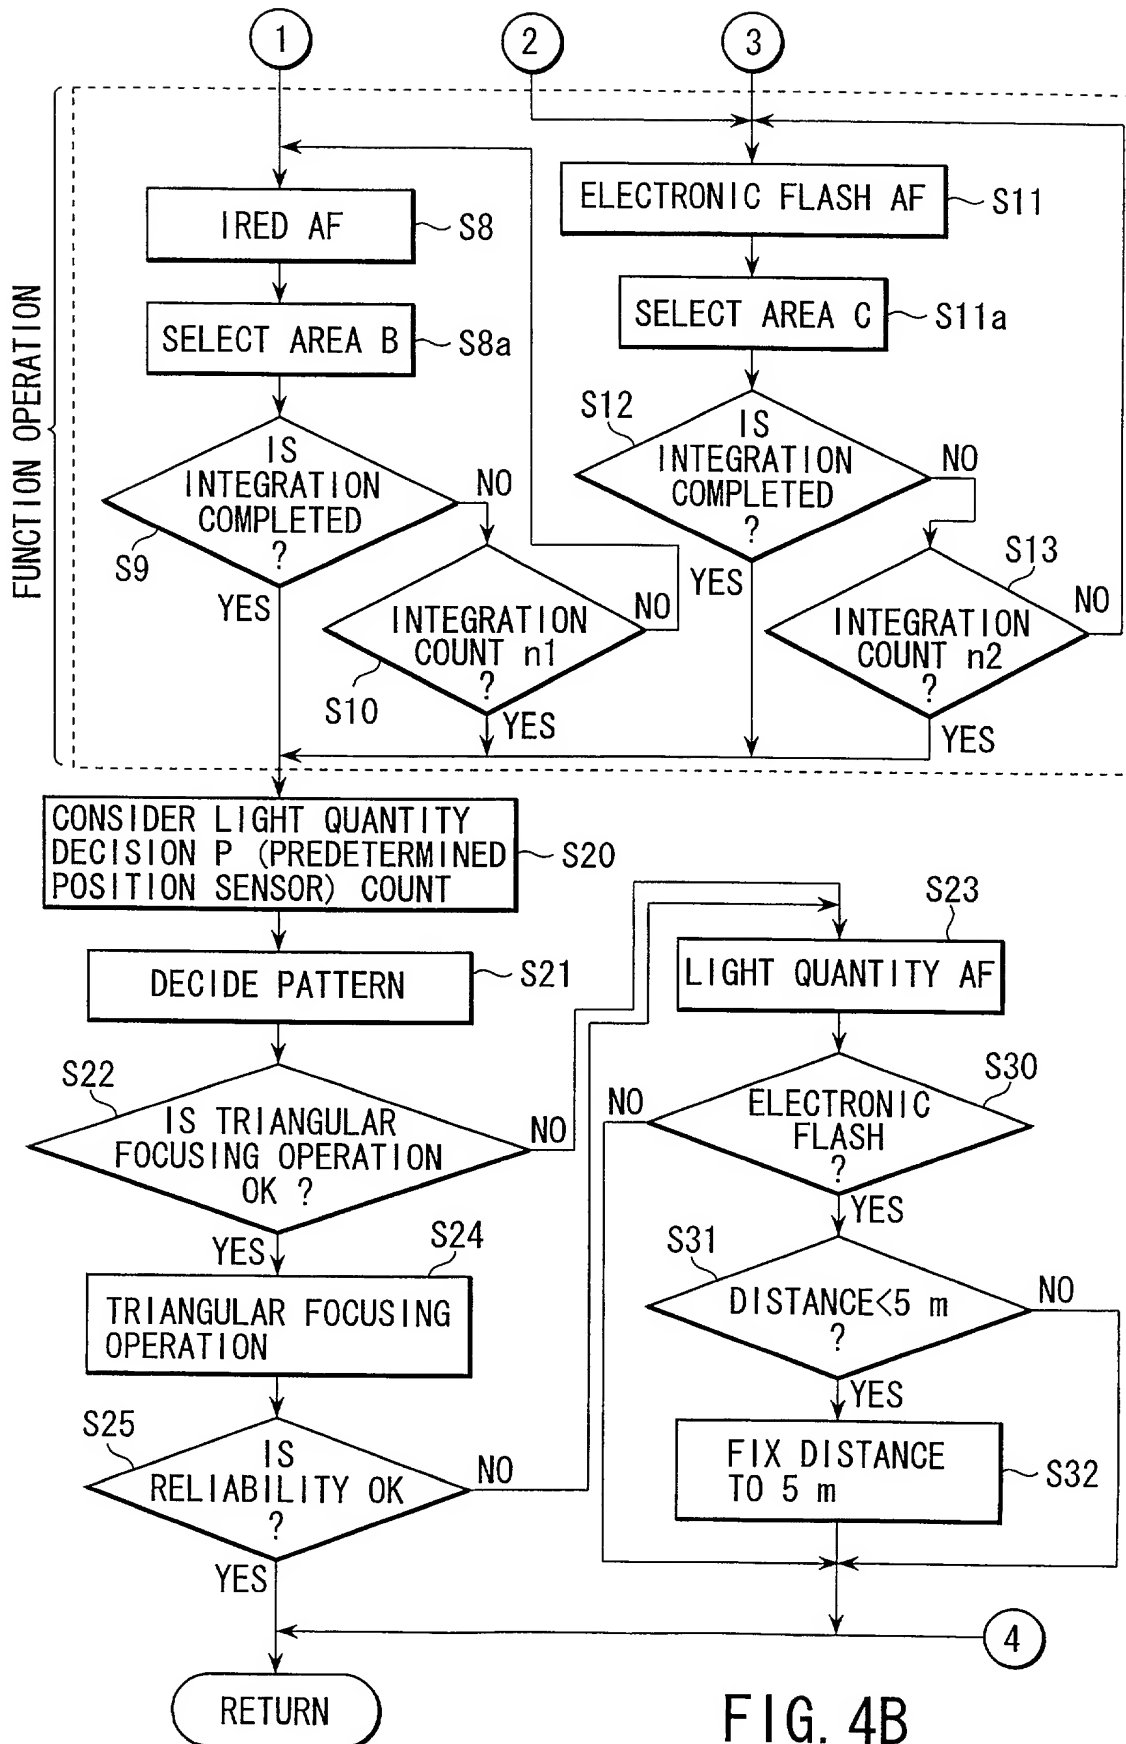 1
2
3
FUNCTION OPERATION
IRED AF
S8
SELECT AREA B
S8a
IS
INTEGRATION
COMPLETED
?
S9
NO
YES
INTEGRATION
COUNT n1
?
S10
NO
YES
ELECTRONIC FLASH AF
S11
SELECT AREA C
S11a
S12
IS
INTEGRATION
COMPLETED
?
NO
YES
S13
INTEGRATION
COUNT n2
?
NO
YES
CONSIDER LIGHT QUANTITY
DECISION P (PREDETERMINED
POSITION SENSOR) COUNT
S20
DECIDE PATTERN
S21
S22
IS TRIANGULAR
FOCUSING OPERATION
OK ?
NO
YES
S24
TRIANGULAR FOCUSING
OPERATION
S25
IS
RELIABILITY OK
?
NO
YES
S23
LIGHT QUANTITY AF
S30
ELECTRONIC
FLASH
?
NO
YES
S31
DISTANCE<5 m
?
NO
YES
FIX DISTANCE
TO 5 m
S32
4
RETURN
FIG. 4B